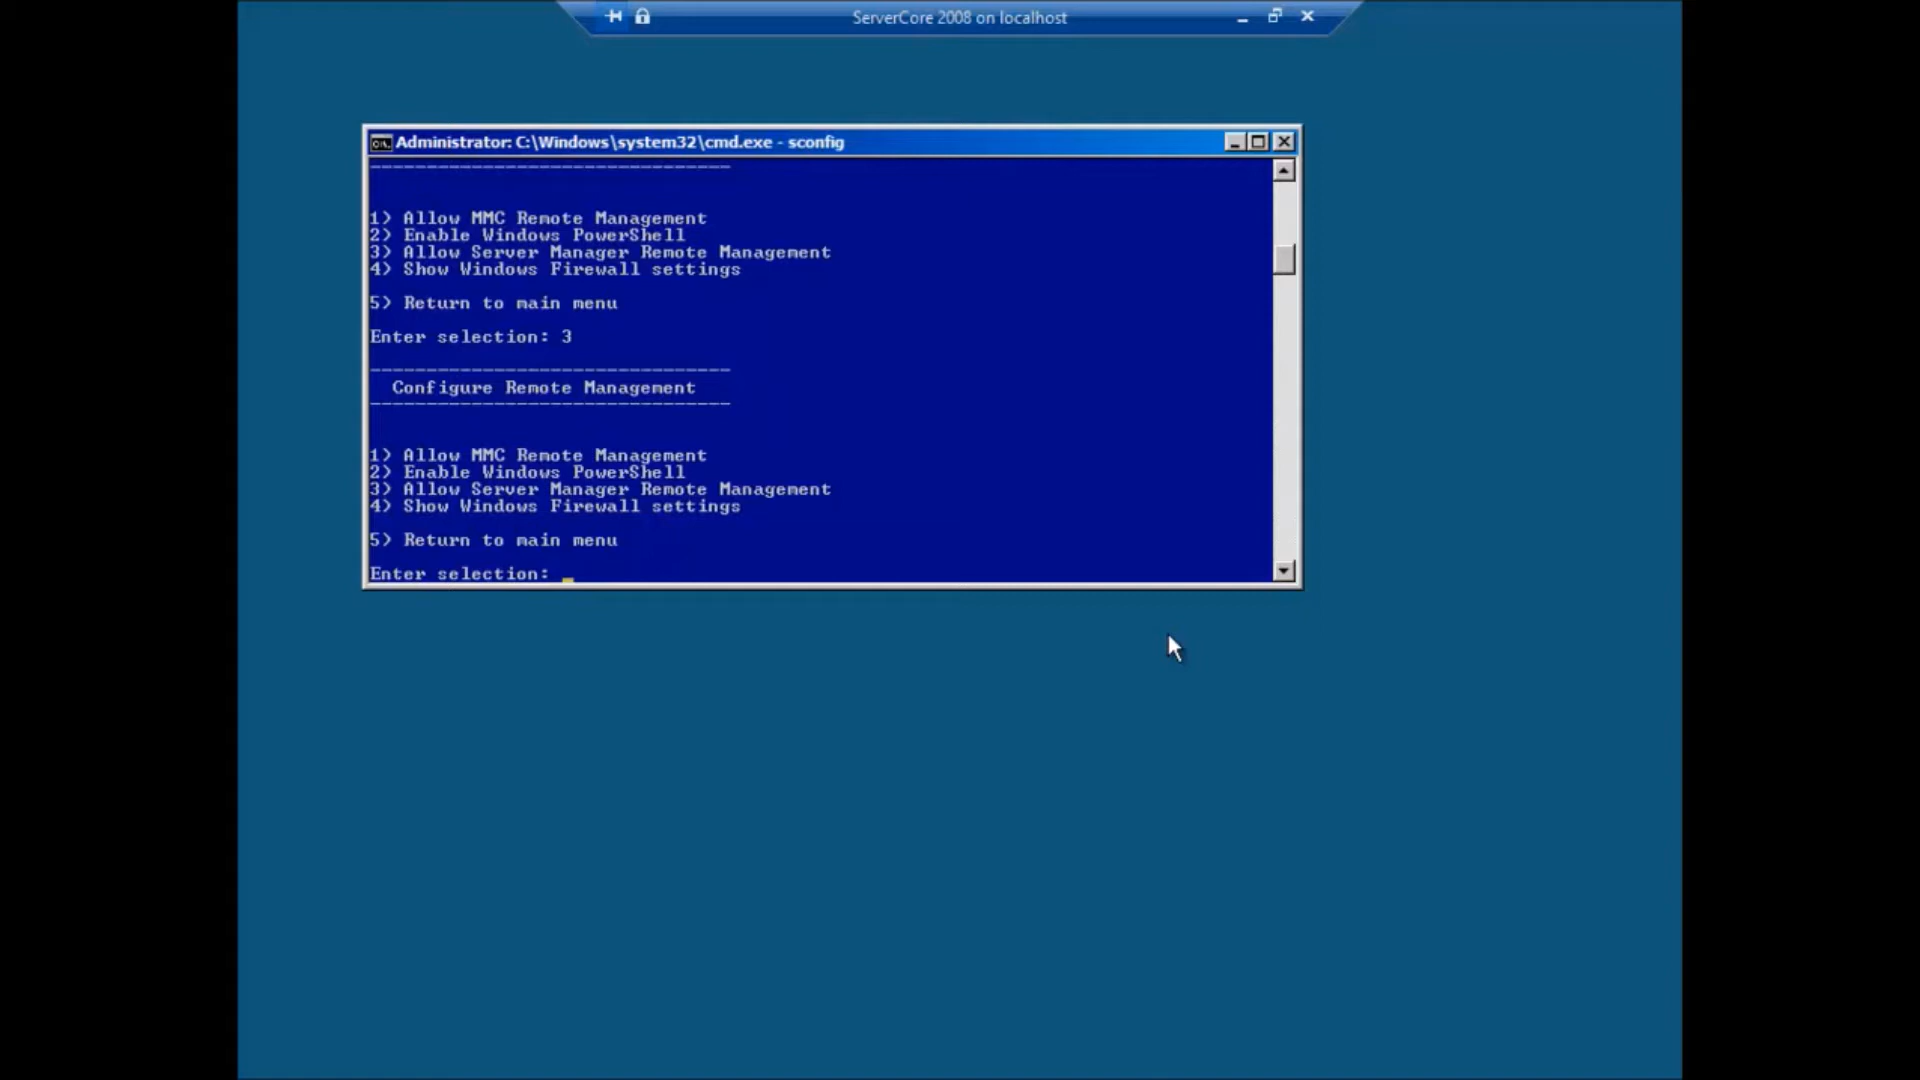 ServerCore 2008 on localhost
Administrator: C:\Windows\system32\cmd.exe - sconfig
--------------------------------
1) Allow MMC Remote Management
2) Enable Windows PowerShell
3) Allow Server Manager Remote Management
4) Show Windows Firewall settings
5) Return to main menu
Enter selection: 3
--------------------------------
Configure Remote Management
--------------------------------
1) Allow MMC Remote Management
2) Enable Windows PowerShell
3) Allow Server Manager Remote Management
4) Show Windows Firewall settings
5) Return to main menu
Enter selection: